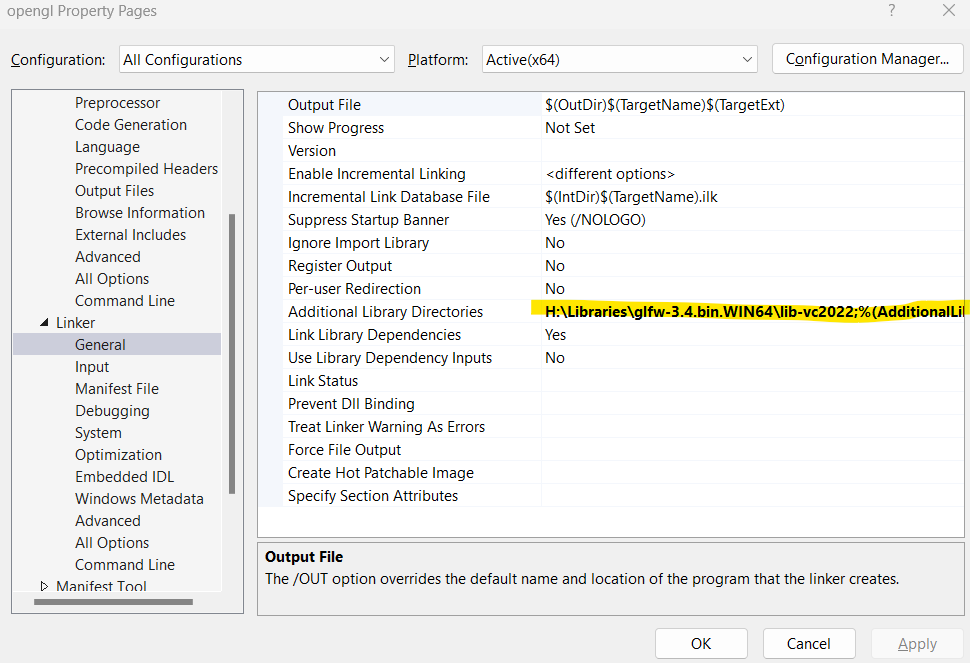 opengl Property Pages
Configuration: All Configurations Platform: Active(x64) Configuration Manager...
Preprocessor
Code Generation
Language
Precompiled Headers
Output Files
Browse Information
External Includes
Advanced
All Options
Command Line
Linker
General
Input
Manifest File
Debugging
System
Optimization
Embedded IDL
Windows Metadata
Advanced
All Options
Command Line
Manifest Tool
Output File $(OutDir)$(TargetName)$(TargetExt)
Show Progress Not Set
Version
Enable Incremental Linking <different options>
Incremental Link Database File $(IntDir)$(TargetName).ilk
Suppress Startup Banner Yes (/NOLOGO)
Ignore Import Library No
Register Output No
Per-user Redirection No
Additional Library Directories H:\Libraries\glfw-3.4.bin.WIN64\lib-vc2022;%(AdditionalLi
Link Library Dependencies Yes
Use Library Dependency Inputs No
Link Status
Prevent Dll Binding
Treat Linker Warning As Errors
Force File Output
Create Hot Patchable Image
Specify Section Attributes
Output File
The /OUT option overrides the default name and location of the program that the linker creates.
OK Cancel Apply